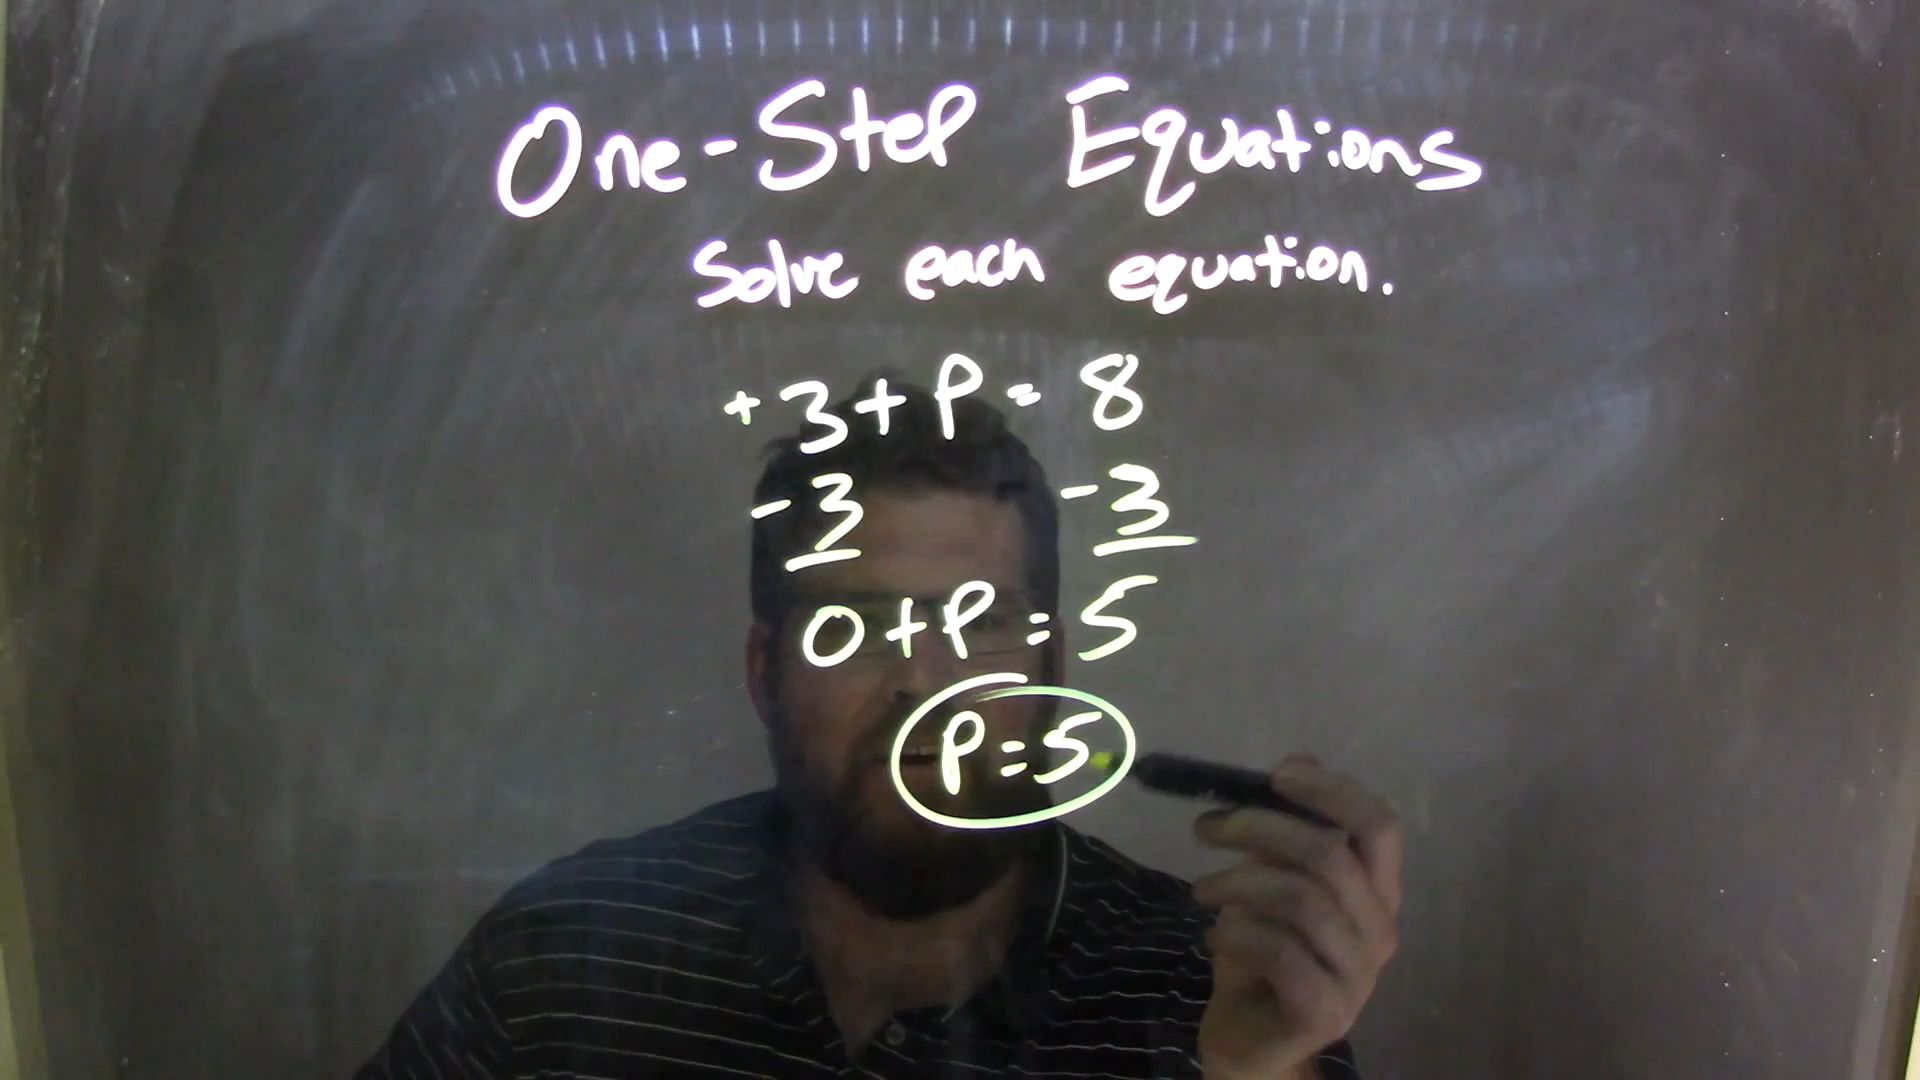 One-Step Equations
Solve each equation.
+3+P=8
-3 -3
0+P=5
P=5